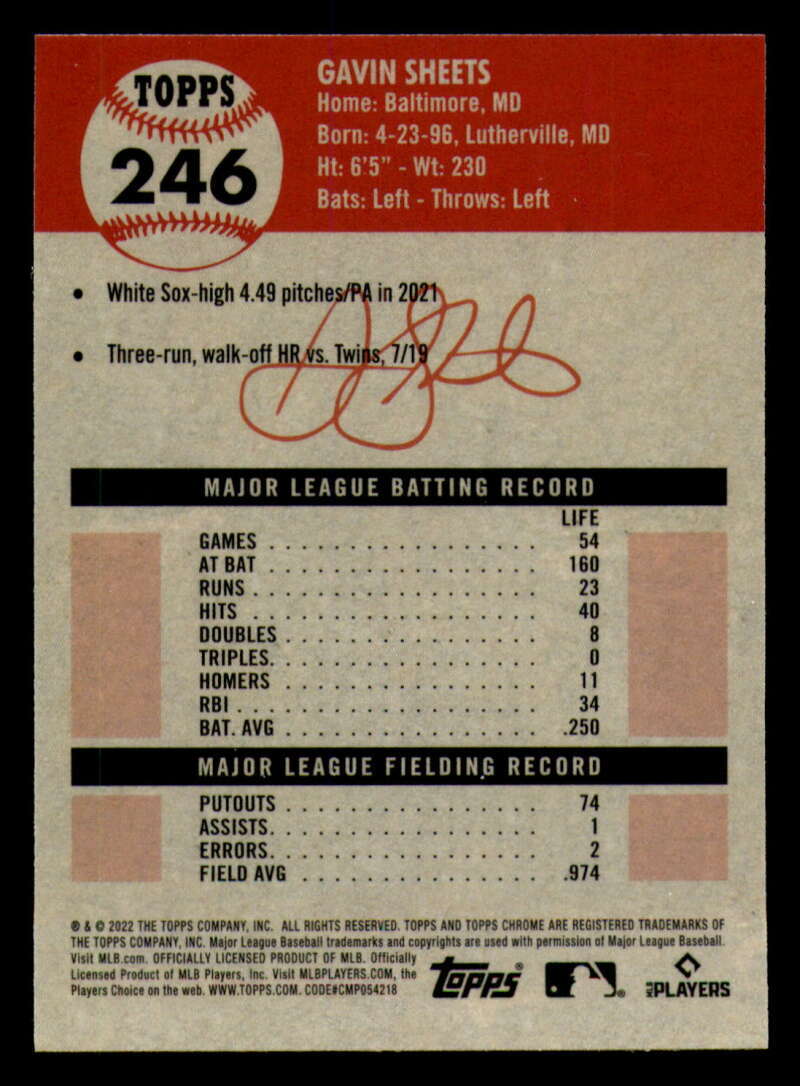 TOPPS
246
GAVIN SHEETS
Home: Baltimore, MD
Born: 4-23-96, Lutherville, MD
Ht: 6'5" - Wt: 230
Bats: Left - Throws: Left
• White Sox-high 4.49 pitches/PA in 2021
• Three-run, walk-off HR vs. Twins, 7/19
MAJOR LEAGUE BATTING RECORD
LIFE
GAMES . . . . . . . . . . . . . . . . . 54
AT BAT . . . . . . . . . . . . . . . . . 160
RUNS . . . . . . . . . . . . . . . . . . 23
HITS . . . . . . . . . . . . . . . . . . 40
DOUBLES . . . . . . . . . . . . . . . . 8
TRIPLES. . . . . . . . . . . . . . . . . 0
HOMERS . . . . . . . . . . . . . . . . 11
RBI . . . . . . . . . . . . . . . . . . . 34
BAT. AVG . . . . . . . . . . . . . . . . .250
MAJOR LEAGUE FIELDING RECORD
PUTOUTS . . . . . . . . . . . . . . . . 74
ASSISTS. . . . . . . . . . . . . . . . . 1
ERRORS. . . . . . . . . . . . . . . . . 2
FIELD AVG . . . . . . . . . . . . . . . .974
® & © 2022 THE TOPPS COMPANY, INC. ALL RIGHTS RESERVED. TOPPS AND TOPPS CHROME ARE REGISTERED TRADEMARKS OF
THE TOPPS COMPANY, INC. Major League Baseball trademarks and copyrights are used with permission of Major League Baseball.
Visit MLB.com. OFFICIALLY LICENSED PRODUCT OF MLB. Officially
Licensed Product of MLB Players, Inc. Visit MLBPLAYERS.COM, the
Players Choice on the web. WWW.TOPPS.COM. CODE#CMP054218
TOPPS®
MLB PLAYERS